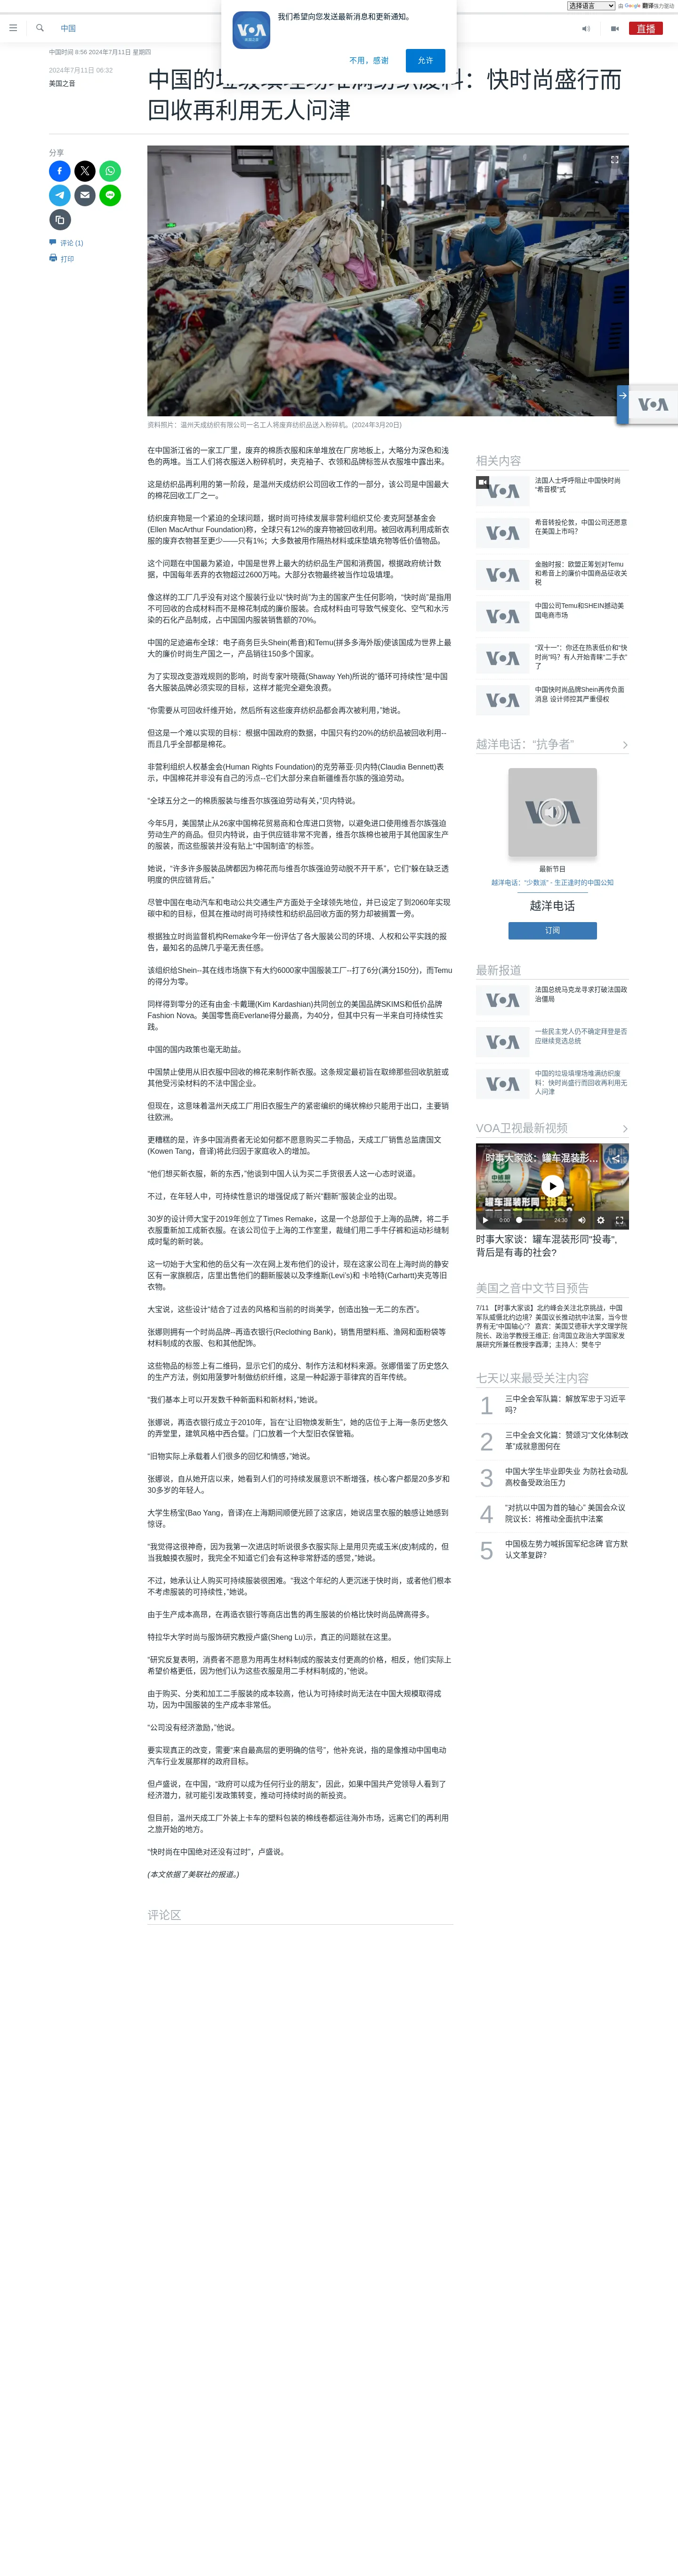 选择语言
由 Google 翻译强力驱动
我们希望向您发送最新消息和更新通知。
不用，感谢
允许
中国
直播
中国时间 8:56 2024年7月11日 星期四
2024年7月11日 06:32
美国之音
中国的垃圾填埋场堆满纺织废料：快时尚盛行而
回收再利用无人问津
分享
评论 (1)
打印
资料照片：温州天成纺织有限公司一名工人将废弃纺织品送入粉碎机。(2024年3月20日)
在中国浙江省的一家工厂里，废弃的棉质衣服和床单堆放在厂房地板上，大略分为深色和浅
色的两堆。当工人们将衣服送入粉碎机时，夹克袖子、衣领和品牌标签从衣服堆中露出来。
这是纺织品再利用的第一阶段，是温州天成纺织公司回收工作的一部分，该公司是中国最大
的棉花回收工厂之一。
纺织废弃物是一个紧迫的全球问题，据时尚可持续发展非营利组织艾伦·麦克阿瑟基金会
(Ellen MacArthur Foundation)称，全球只有12%的废弃物被回收利用。被回收再利用成新衣
服的废弃衣物甚至更少——只有1%；大多数被用作隔热材料或床垫填充物等低价值物品。
这个问题在中国最为紧迫，中国是世界上最大的纺织品生产国和消费国，根据政府统计数
据，中国每年丢弃的衣物超过2600万吨。大部分衣物最终被当作垃圾填埋。
像这样的工厂几乎没有对这个服装行业以“快时尚”为主的国家产生任何影响，“快时尚”是指用
不可回收的合成材料而不是棉花制成的廉价服装。合成材料由可导致气候变化、空气和水污
染的石化产品制成，占中国国内服装销售额的70%。
中国的足迹遍布全球：电子商务巨头Shein(希音)和Temu(拼多多海外版)使该国成为世界上最
大的廉价时尚生产国之一，产品销往150多个国家。
为了实现改变游戏规则的影响，时尚专家叶晓薇(Shaway Yeh)所说的“循环可持续性”是中国
各大服装品牌必须实现的目标，这样才能完全避免浪费。
“你需要从可回收纤维开始，然后所有这些废弃纺织品都会再次被利用，”她说。
但这是一个难以实现的目标：根据中国政府的数据，中国只有约20%的纺织品被回收利用--
而且几乎全部都是棉花。
非营利组织人权基金会(Human Rights Foundation)的克劳蒂亚·贝内特(Claudia Bennett)表
示，中国棉花并非没有自己的污点--它们大部分来自新疆维吾尔族的强迫劳动。
“全球五分之一的棉质服装与维吾尔族强迫劳动有关，”贝内特说。
今年5月，美国禁止从26家中国棉花贸易商和仓库进口货物，以避免进口使用维吾尔族强迫
劳动生产的商品。但贝内特说，由于供应链非常不完善，维吾尔族棉也被用于其他国家生产
的服装，而这些服装并没有贴上“中国制造”的标签。
她说，“许多许多服装品牌都因为棉花而与维吾尔族强迫劳动脱不开干系”，它们“躲在缺乏透
明度的供应链背后。”
尽管中国在电动汽车和电动公共交通生产方面处于全球领先地位，并已设定了到2060年实现
碳中和的目标，但其在推动时尚可持续性和纺织品回收方面的努力却被搁置一旁。
根据独立时尚监督机构Remake今年一份评估了各大服装公司的环境、人权和公平实践的报
告，最知名的品牌几乎毫无责任感。
该组织给Shein--其在线市场旗下有大约6000家中国服装工厂--打了6分(满分150分)，而Temu
的得分为零。
同样得到零分的还有由金·卡戴珊(Kim Kardashian)共同创立的美国品牌SKIMS和低价品牌
Fashion Nova。美国零售商Everlane得分最高，为40分，但其中只有一半来自可持续性实
践。
中国的国内政策也毫无助益。
中国禁止使用从旧衣服中回收的棉花来制作新衣服。这条规定最初旨在取缔那些回收肮脏或
其他受污染材料的不法中国企业。
但现在，这意味着温州天成工厂用旧衣服生产的紧密编织的绳状棉纱只能用于出口，主要销
往欧洲。
更糟糕的是，许多中国消费者无论如何都不愿意购买二手物品，天成工厂销售总监唐国文
(Kowen Tang，音译)将此归因于家庭收入的增加。
“他们想买新衣服，新的东西，”他谈到中国人认为买二手货很丢人这一心态时说道。
不过，在年轻人中，可持续性意识的增强促成了新兴“翻新”服装企业的出现。
30岁的设计师大宝于2019年创立了Times Remake，这是一个总部位于上海的品牌，将二手
衣服重新加工成新衣服。在该公司位于上海的工作室里，裁缝们用二手牛仔裤和运动衫缝制
成时髦的新时装。
这一切始于大宝和他的岳父有一次在网上发布他们的设计，现在这家公司在上海时尚的静安
区有一家旗舰店，店里出售他们的翻新服装以及李维斯(Levi's)和 卡哈特(Carhartt)夹克等旧
衣物。
大宝说，这些设计“结合了过去的风格和当前的时尚美学，创造出独一无二的东西”。
张娜则拥有一个时尚品牌--再造衣银行(Reclothing Bank)，销售用塑料瓶、渔网和面粉袋等
材料制成的衣服、包和其他配饰。
这些物品的标签上有二维码，显示它们的成分、制作方法和材料来源。张娜借鉴了历史悠久
的生产方法，例如用菠萝叶制做纺织纤维，这是一种起源于菲律宾的百年传统。
“我们基本上可以开发数千种新面料和新材料，”她说。
张娜说，再造衣银行成立于2010年，旨在“让旧物焕发新生”，她的店位于上海一条历史悠久
的弄堂里，建筑风格中西合璧。门口放着一个大型旧衣保管箱。
“旧物实际上承载着人们很多的回忆和情感，”她说。
张娜说，自从她开店以来，她看到人们的可持续发展意识不断增强，核心客户都是20多岁和
30多岁的年轻人。
大学生杨宝(Bao Yang，音译)在上海期间顺便光顾了这家店，她说店里衣服的触感让她感到
惊讶。
“我觉得这很神奇，因为我第一次进店时听说很多衣服实际上是用贝壳或玉米(皮)制成的，但
当我触摸衣服时，我完全不知道它们会有这种非常舒适的感觉，”她说。
不过，她承认让人购买可持续服装很困难。“我这个年纪的人更沉迷于快时尚，或者他们根本
不考虑服装的可持续性，”她说。
由于生产成本高昂，在再造衣银行等商店出售的再生服装的价格比快时尚品牌高得多。
特拉华大学时尚与服饰研究教授卢盛(Sheng Lu)示，真正的问题就在这里。
“研究反复表明，消费者不愿意为用再生材料制成的服装支付更高的价格，相反，他们实际上
希望价格更低，因为他们认为这些衣服是用二手材料制成的，”他说。
由于购买、分类和加工二手服装的成本较高，他认为可持续时尚无法在中国大规模取得成
功，因为中国服装的生产成本非常低。
“公司没有经济激励，”他说。
要实现真正的改变，需要“来自最高层的更明确的信号”，他补充说，指的是像推动中国电动
汽车行业发展那样的政府目标。
但卢盛说，在中国，“政府可以成为任何行业的朋友”，因此，如果中国共产党领导人看到了
经济潜力，就可能引发政策转变，推动可持续时尚的新投资。
但目前，温州天成工厂外装上卡车的塑料包装的棉线卷都运往海外市场，远离它们的再利用
之旅开始的地方。
“快时尚在中国绝对还没有过时”，卢盛说。
(本文依据了美联社的报道。)
评论区
相关内容
法国人士呼呼阻止中国快时尚
“希音模”式
希音转投伦敦，中国公司还愿意
在美国上市吗？
金融时报：欧盟正筹划对Temu
和希音上的廉价中国商品征收关
税
中国公司Temu和SHEIN撼动美
国电商市场
“双十一”：你还在热衷低价和“快
时尚”吗？有人开始青睐“二手衣”
了
中国快时尚品牌Shein再传负面
消息 设计师控其严重侵权
越洋电话：“抗争者”
最新节目
越洋电话：“少数派” - 生正逢时的中国公知
越洋电话
订阅
最新报道
法国总统马克龙寻求打破法国政
治僵局
一些民主党人仍不确定拜登是否
应继续竞选总统
中国的垃圾填埋场堆满纺织废
料：快时尚盛行而回收再利用无
人问津
VOA卫视最新视频
时事大家谈：罐车混装形...
罐车混装形同“投毒”
背后是有毒的社会？
0:00
24:30
时事大家谈：罐车混装形同"投毒",
背后是有毒的社会?
美国之音中文节目预告
7/11 【时事大家谈】北约峰会关注北京挑战，中国
军队威慑北约边境？美国议长推动抗中法案，当今世
界有无“中国轴心”？ 嘉宾：美国艾德菲大学文理学院
院长、政治学教授王维正; 台湾国立政治大学国家发
展研究所兼任教授李酉潭；主持人：樊冬宁
七天以来最受关注内容
1 三中全会军队篇：解放军忠于习近平
吗？
2 三中全会文化篇：赞颂习“文化体制改
革”成就意图何在
3 中国大学生毕业即失业 为防社会动乱
高校备受政治压力
4 “对抗以中国为首的轴心” 美国会众议
院议长：将推动全面抗中法案
5 中国极左势力喊拆国军纪念碑 官方默
认文革复辟？